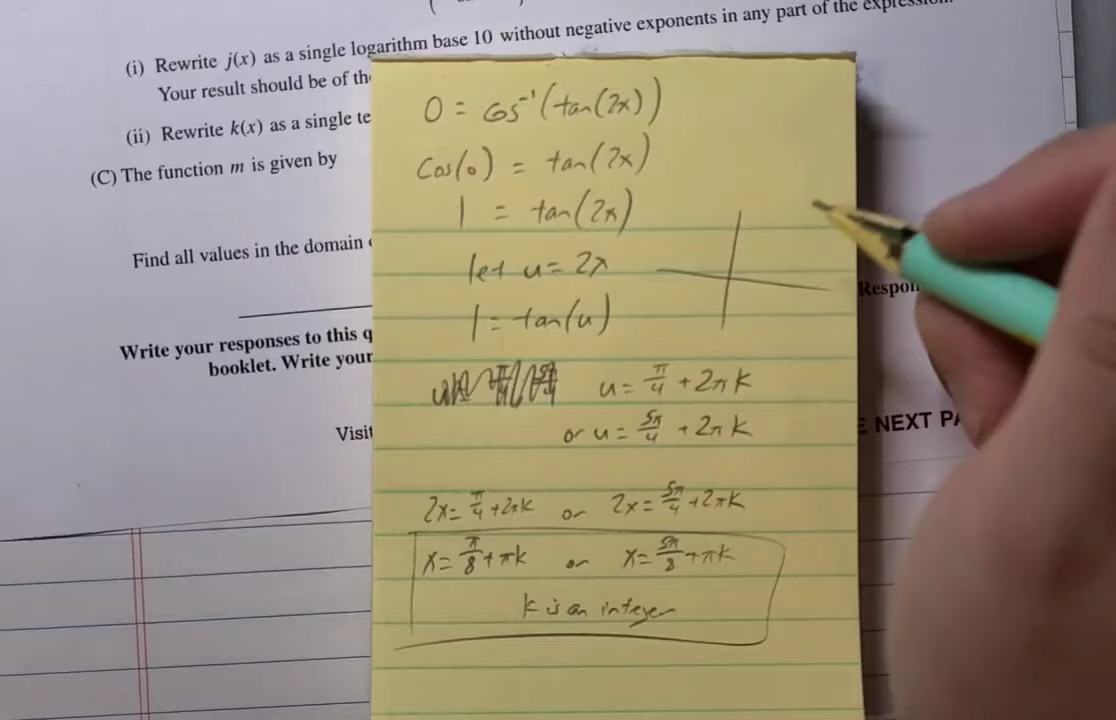 (i) Rewrite j(x) as a single logarithm base 10 without negative exponents in any part of the expression.
Your result should be of th
(ii) Rewrite k(x) as a single te
(C) The function m is given by
Find all values in the domain
Write your responses to this q
booklet. Write your
Respon
Visit
E NEXT PA
0 = cos⁻¹(tan(2x))
Cos(0) = tan(2x)
1 = tan(2x)
let u = 2x
1 = tan(u)
u = π/4 + 2πk
or u = 5π/4 + 2πk
2x = π/4 + 2πk or 2x = 5π/4 + 2πk
x = π/8 + πk or x = 5π/8 + πk
k is an integer